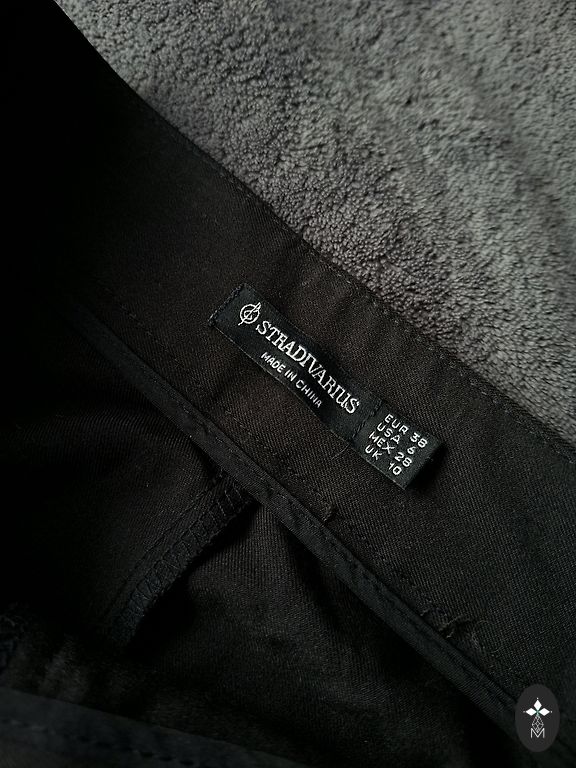 STRADIVARIUS
MADE IN CHINA
EUR 38
USA 6
MEX 28
UK 10
M